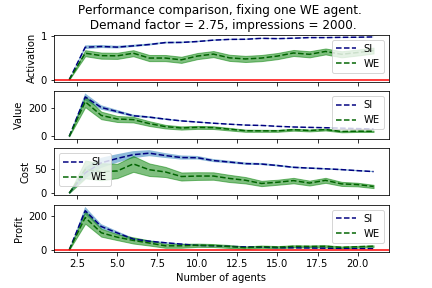 Performance comparison, fixing one WE agent.
Demand factor = 2.75, impressions = 2000.
Activation
1
0
SI
WE
Value
200
0
SI
WE
Cost
50
0
SI
WE
Profit
200
0
SI
WE
2.5 5.0 7.5 10.0 12.5 15.0 17.5 20.0
Number of agents